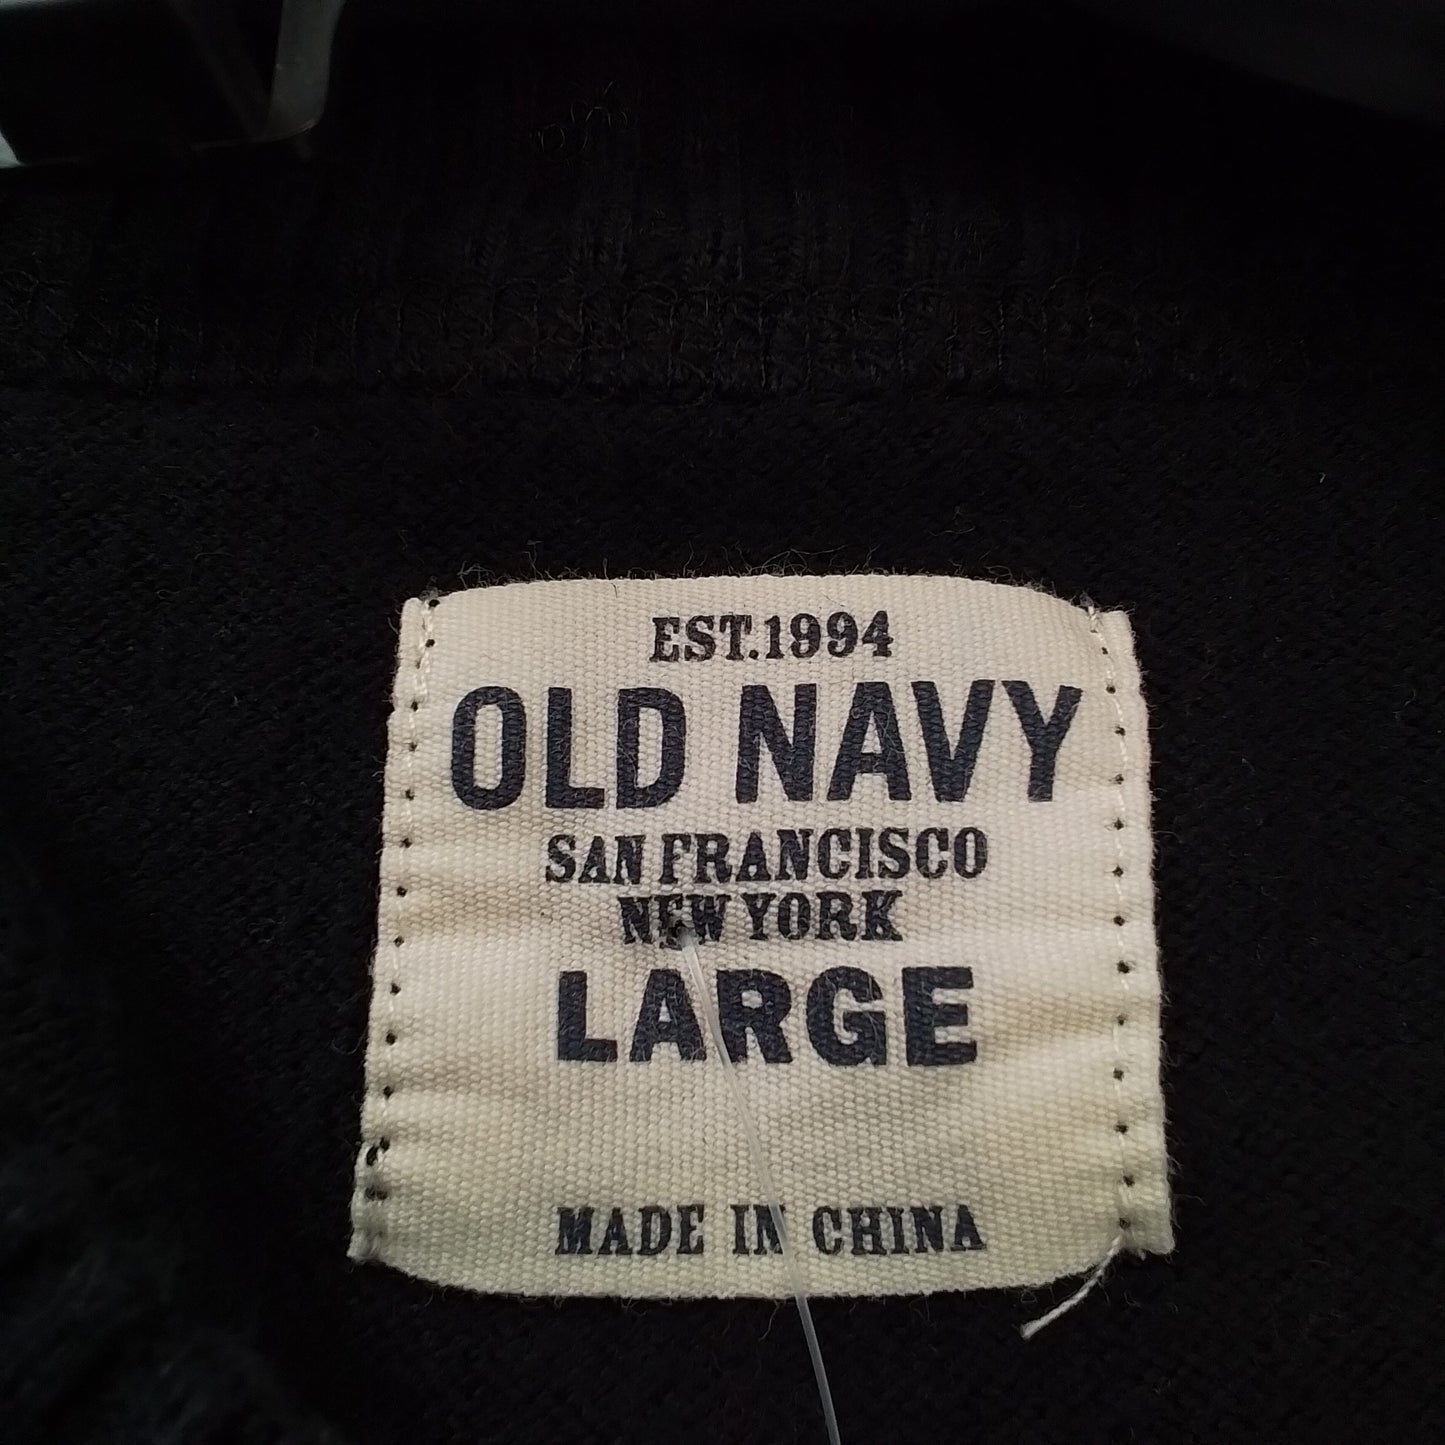 EST.1994
OLD NAVY
SAN FRANCISCO
NEW YORK
LARGE
MADE IN CHINA